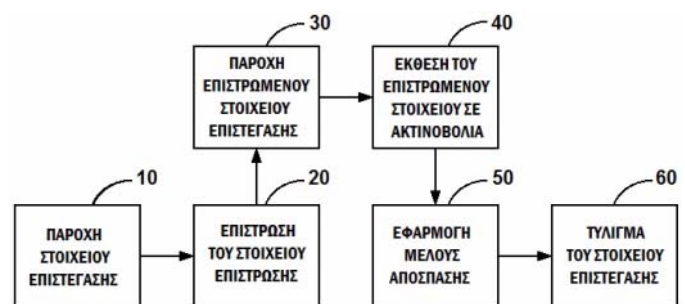 10
ΠΑΡΟΧΗ
ΣΤΟΙΧΕΙΟΥ
ΕΠΙΣΤΕΓΑΣΗΣ
20
ΕΠΙΣΤΡΩΣΗ
ΤΟΥ ΣΤΟΙΧΕΙΟΥ
ΕΠΙΣΤΡΩΣΗΣ
30
ΠΑΡΟΧΗ
ΕΠΙΣΤΡΩΜΕΝΟΥ
ΣΤΟΙΧΕΙΟΥ
ΕΠΙΣΤΕΓΑΣΗΣ
40
ΕΚΘΕΣΗ ΤΟΥ
ΕΠΙΣΤΡΩΜΕΝΟΥ
ΣΤΟΙΧΕΙΟΥ ΣΕ
ΑΚΤΙΝΟΒΟΛΙΑ
50
ΕΦΑΡΜΟΓΗ
ΜΕΛΟΥΣ
ΑΠΟΣΠΑΣΗΣ
60
ΤΥΛΙΓΜΑ
ΤΟΥ ΣΤΟΙΧΕΙΟΥ
ΕΠΙΣΤΕΓΑΣΗΣ